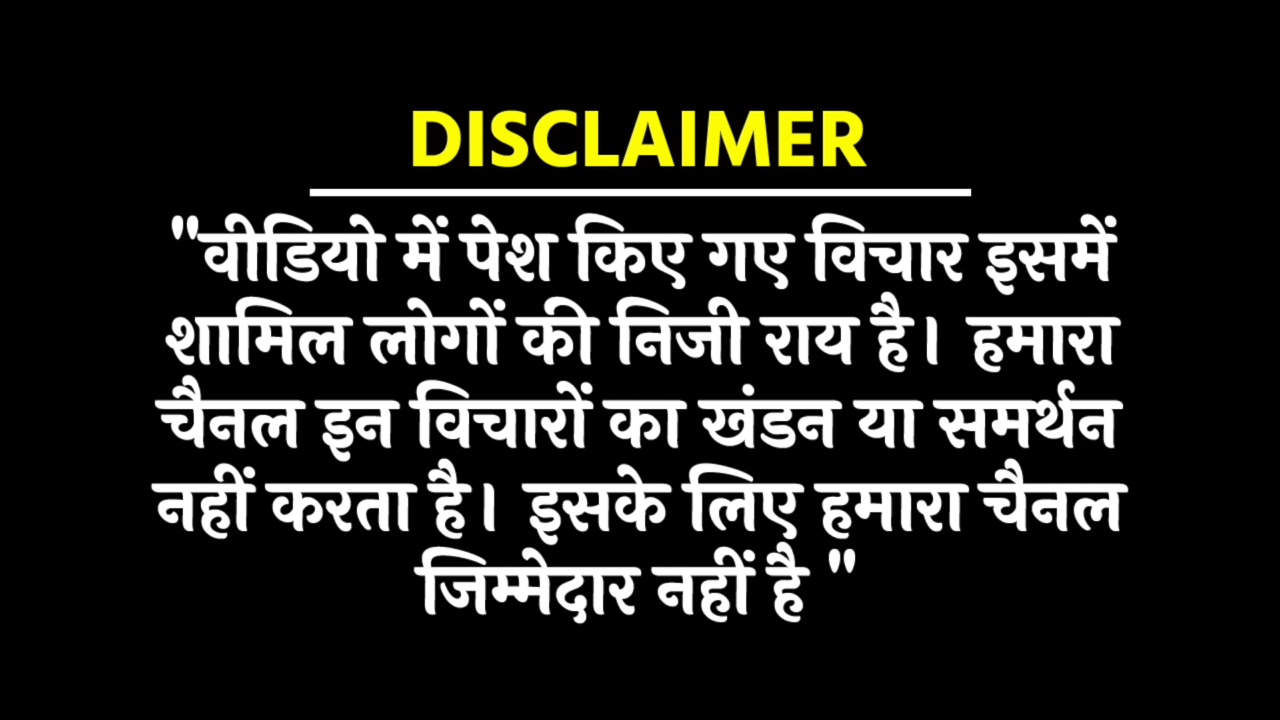 DISCLAIMER
"वीडियो में पेश किए गए विचार इसमें
शामिल लोगों की निजी राय है। हमारा
चैनल इन विचारों का खंडन या समर्थन
नहीं करता है। इसके लिए हमारा चैनल
जिम्मेदार नहीं है "